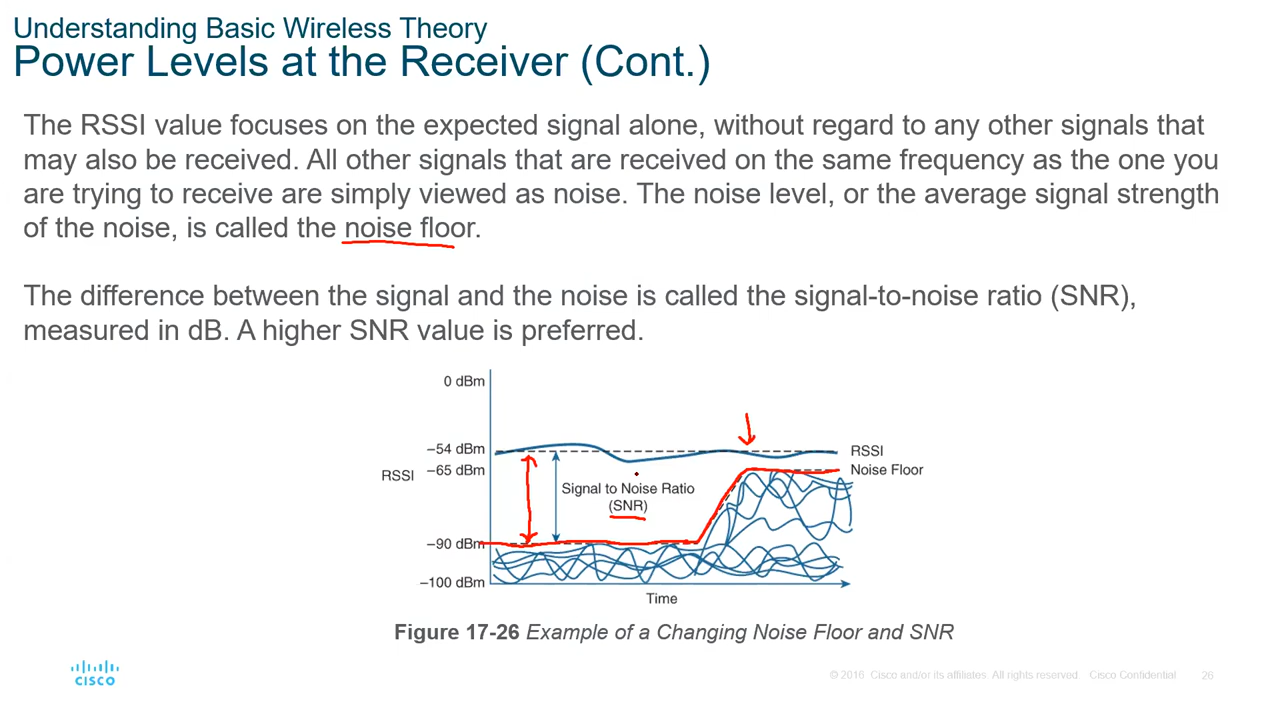 Understanding Basic Wireless Theory
Power Levels at the Receiver (Cont.)
The RSSI value focuses on the expected signal alone, without regard to any other signals that
may also be received. All other signals that are received on the same frequency as the one you
are trying to receive are simply viewed as noise. The noise level, or the average signal strength
of the noise, is called the noise floor.
The difference between the signal and the noise is called the signal-to-noise ratio (SNR),
measured in dB. A higher SNR value is preferred.
0 dBm
−54 dBm
RSSI
−65 dBm
Noise Floor
RSSI
Signal to Noise Ratio
(SNR)
−90 dBm
−100 dBm
Time
Figure 17-26 Example of a Changing Noise Floor and SNR
CISCO
© 2016 Cisco and/or its affiliates. All rights reserved. Cisco Confidential 26